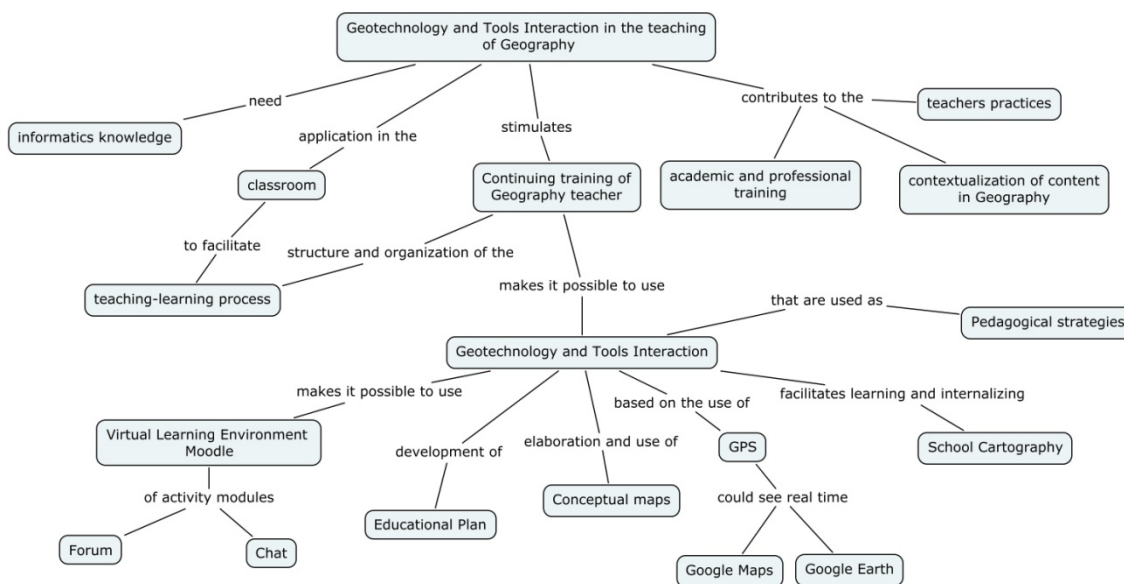 Geotechnology and Tools Interaction in the teaching
of Geography
need
contributes to the
teachers practices
informatics knowledge
application in the
stimulates
classroom
Continuing training of
Geography teacher
academic and professional
training
contextualization of content
in Geography
to facilitate
structure and organization of the
teaching-learning process
makes it possible to use
that are used as
Pedagogical strategies
Geotechnology and Tools Interaction
makes it possible to use
based on the use of
facilitates learning and internalizing
Virtual Learning Environment
Moodle
development of
elaboration and use of
GPS
School Cartography
of activity modules
Conceptual maps
could see real time
Educational Plan
Forum
Chat
Google Maps
Google Earth